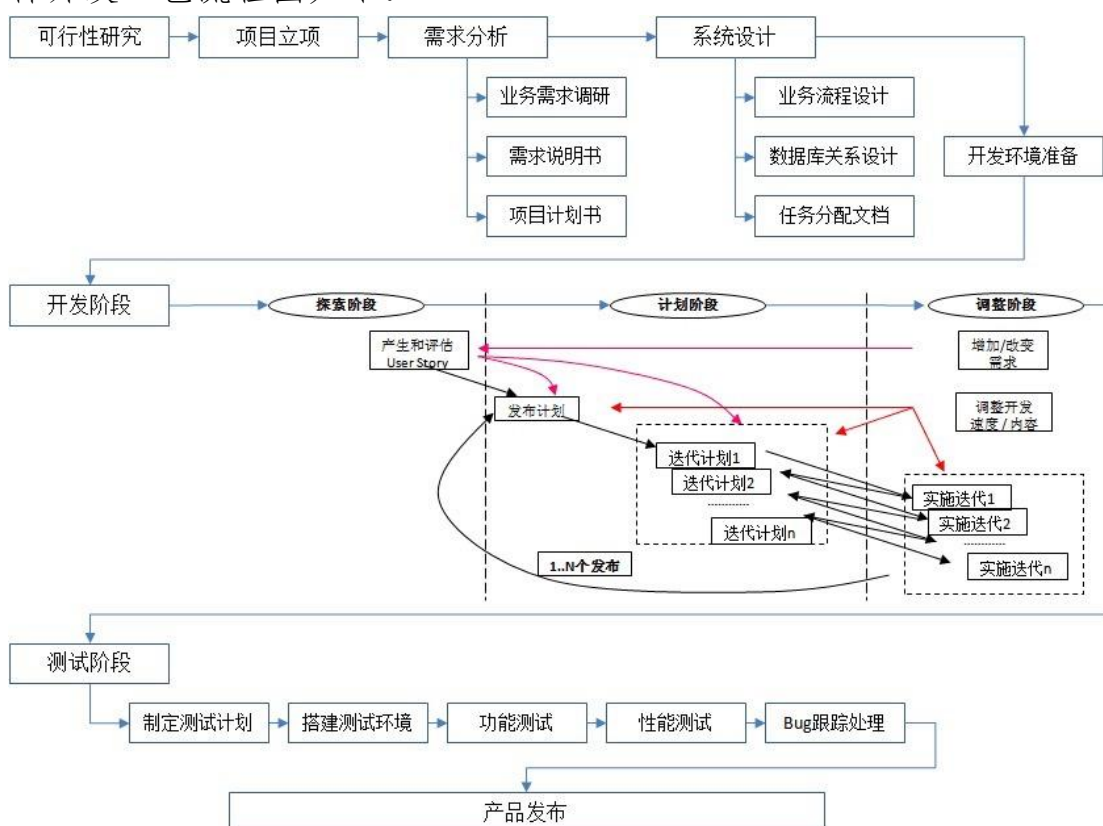 可行性研究
项目立项
需求分析
系统设计
业务需求调研
业务流程设计
需求说明书
数据库关系设计
开发环境准备
项目计划书
任务分配文档
开发阶段
探索阶段
计划阶段
调整阶段
产生和评估
User Story
增加/改变
需求
发布计划
调整开发
速度 / 内容
迭代计划1
迭代计划2
迭代计划n
实施迭代1
实施迭代2
实施迭代n
1..N个发布
测试阶段
制定测试计划
搭建测试环境
功能测试
性能测试
Bug跟踪处理
产品发布